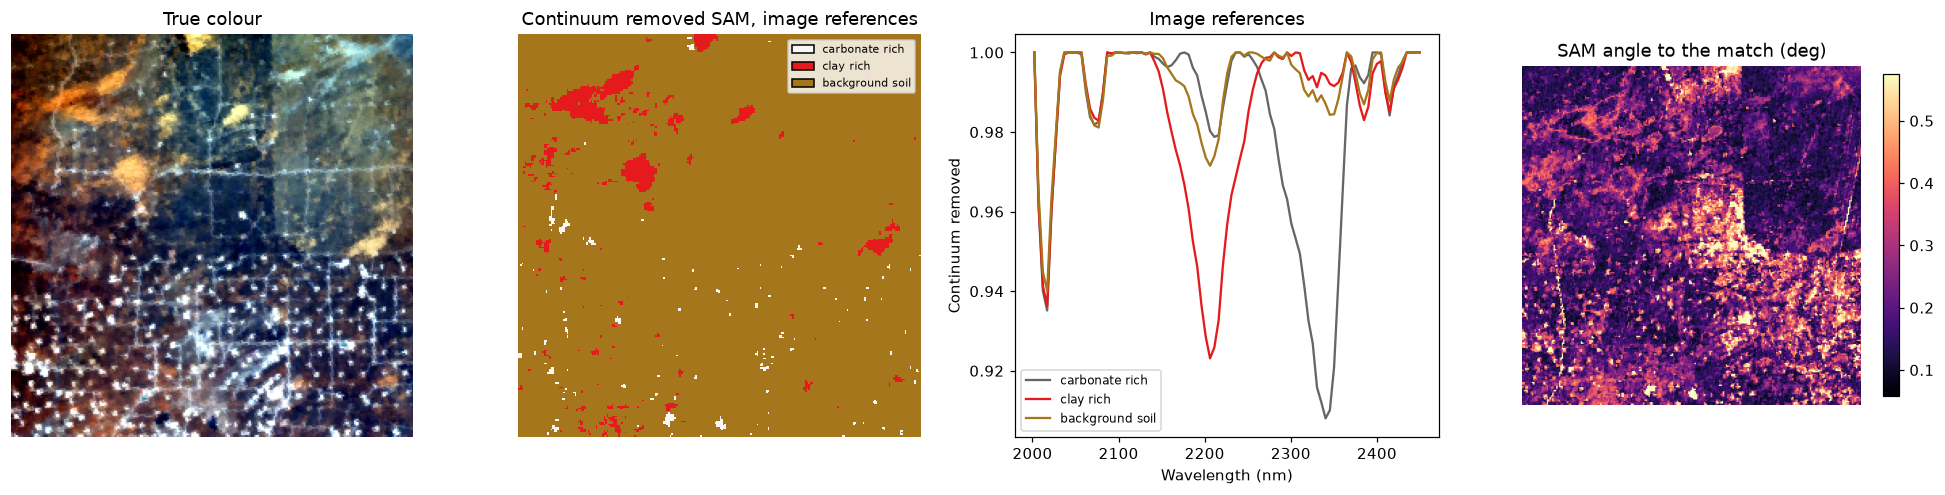 True colour
Continuum removed SAM, image references
carbonate rich
clay rich
background soil
Image references
Continuum removed
1.00
0.98
0.96
0.94
0.92
carbonate rich
clay rich
background soil
2000
2100
2200
2300
2400
Wavelength (nm)
SAM angle to the match (deg)
0.5
0.4
0.3
0.2
0.1